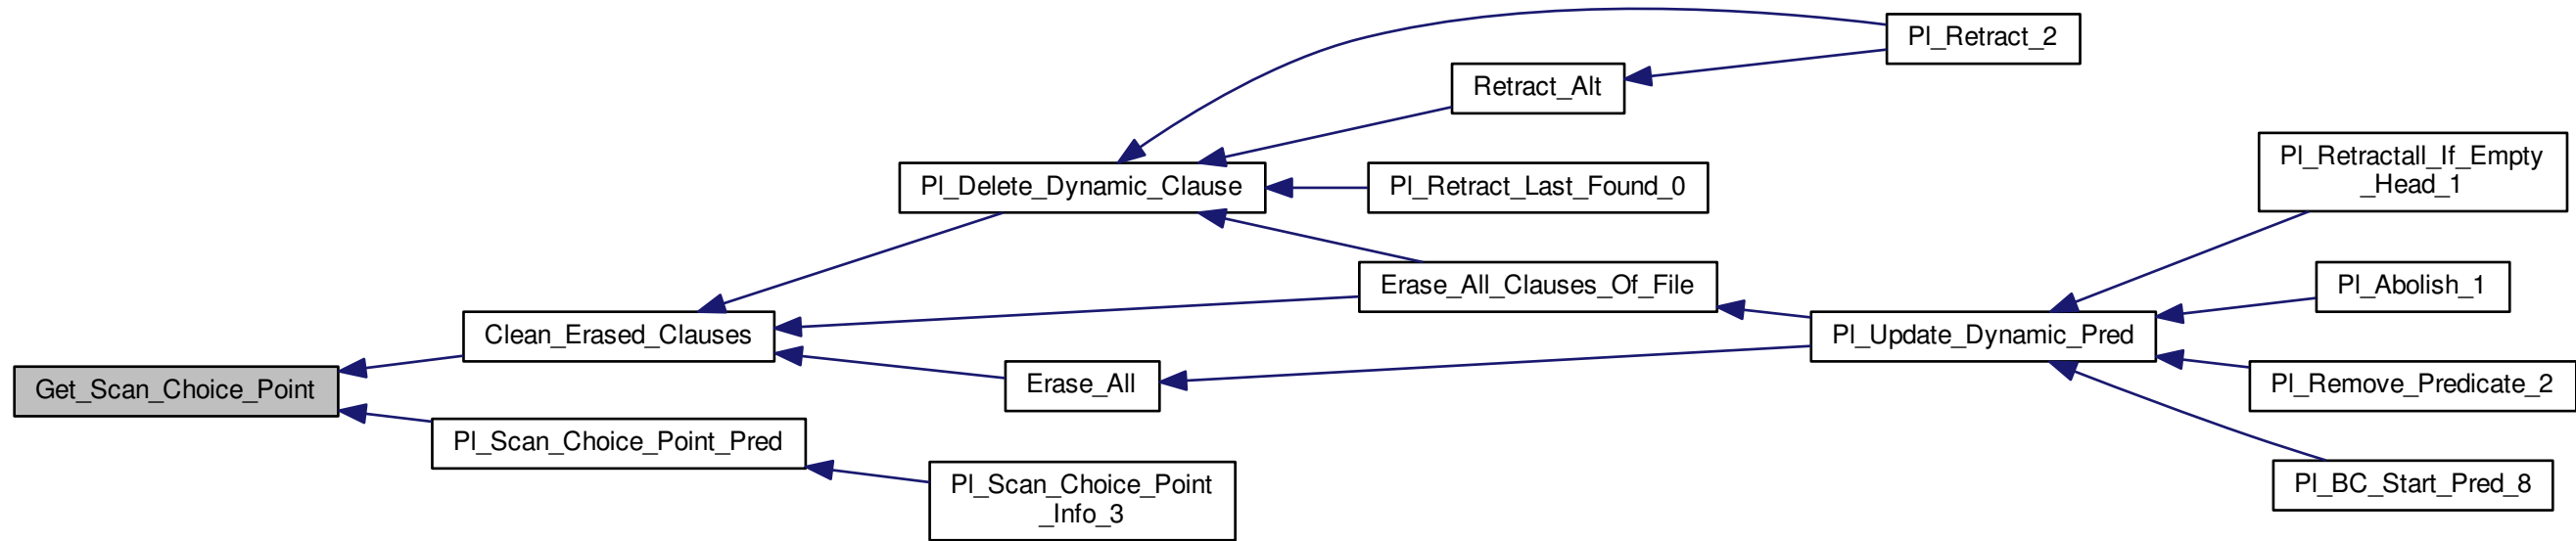 Pl_Retract_2
Retract_Alt
Pl_Retractall_If_Empty
_Head_1
Pl_Delete_Dynamic_Clause
Pl_Retract_Last_Found_0
Erase_All_Clauses_Of_File
Pl_Abolish_1
Clean_Erased_Clauses
Pl_Update_Dynamic_Pred
Get_Scan_Choice_Point
Erase_All
Pl_Remove_Predicate_2
Pl_Scan_Choice_Point_Pred
Pl_Scan_Choice_Point
_Info_3
Pl_BC_Start_Pred_8